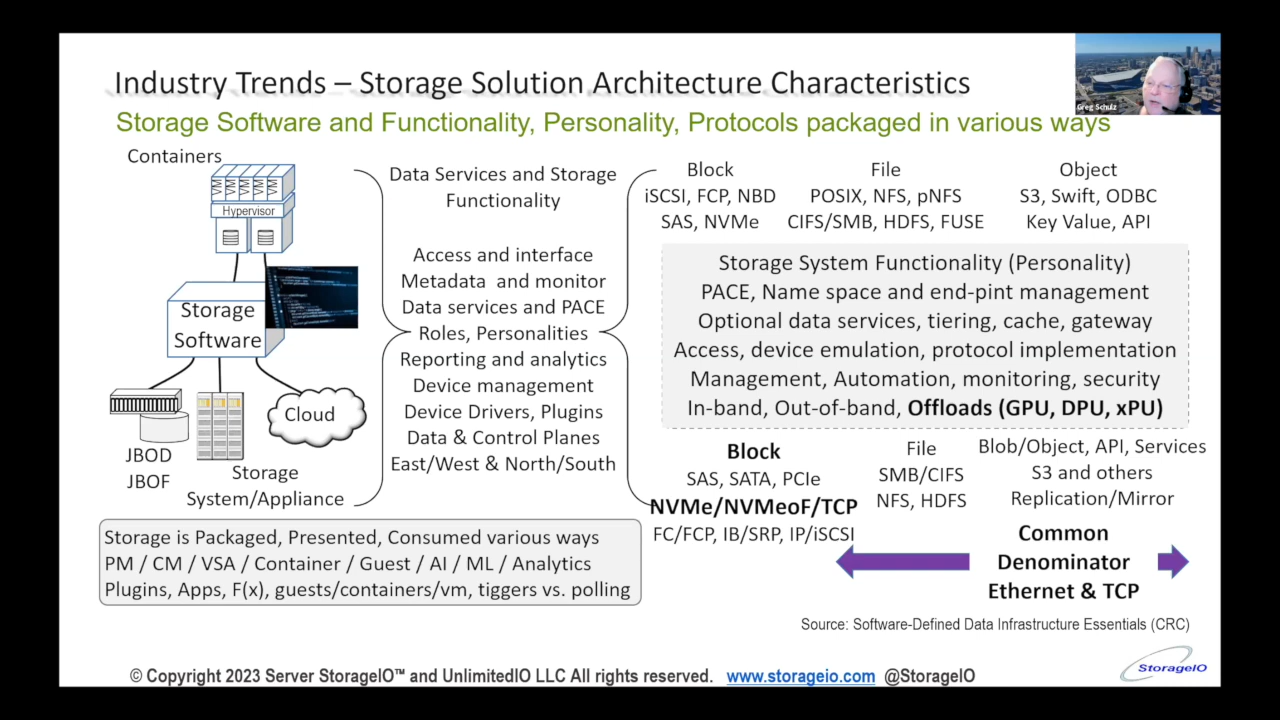 Industry Trends – Storage Solution Architecture Characteristics
Greg Schulz
Storage Software and Functionality, Personality, Protocols packaged in various ways
Containers
Hypervisor
Storage
Software
JBOD
JBOF
Cloud
Storage
System/Appliance
Data Services and Storage
Functionality
Access and interface
Metadata and monitor
Data services and PACE
Roles, Personalities
Reporting and analytics
Device management
Device Drivers, Plugins
Data & Control Planes
East/West & North/South
Block
iSCSI, FCP, NBD
SAS, NVMe
File
POSIX, NFS, pNFS
CIFS/SMB, HDFS, FUSE
Object
S3, Swift, ODBC
Key Value, API
Storage System Functionality (Personality)
PACE, Name space and end-pint management
Optional data services, tiering, cache, gateway
Access, device emulation, protocol implementation
Management, Automation, monitoring, security
In-band, Out-of-band, Offloads (GPU, DPU, xPU)
Block
SAS, SATA, PCIe
NVMe/NVMeoF/TCP
FC/FCP, IB/SRP, IP/iSCSI
File
SMB/CIFS
NFS, HDFS
Blob/Object, API, Services
S3 and others
Replication/Mirror
Common
Denominator
Ethernet & TCP
Storage is Packaged, Presented, Consumed various ways
PM / CM / VSA / Container / Guest / AI / ML / Analytics
Plugins, Apps, F(x), guests/containers/vm, tiggers vs. polling
Source: Software-Defined Data Infrastructure Essentials (CRC)
© Copyright 2023 Server StorageIO™ and UnlimitedIO LLC All rights reserved. www.storageio.com @StorageIO
StorageIO